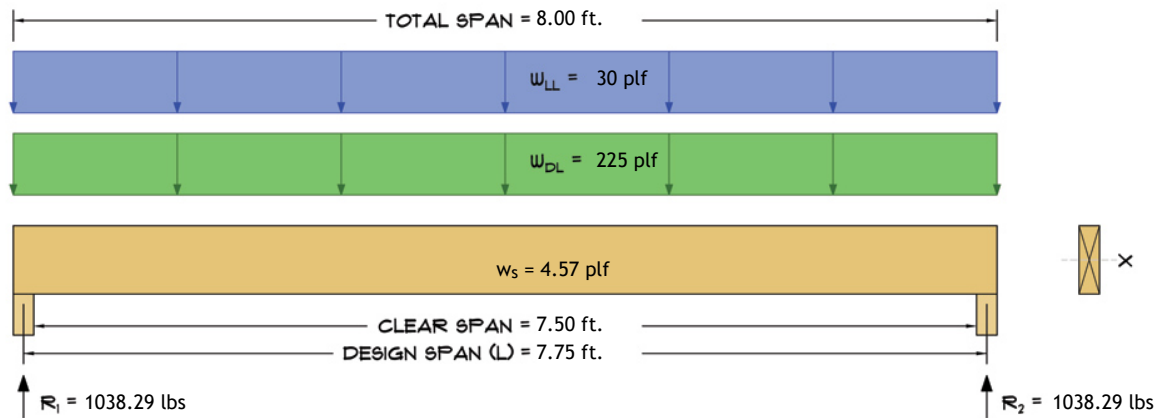 TOTAL SPAN = 8.00 ft.
WLL = 30 plf
WDL = 225 plf
ws = 4.57 plf
X
CLEAR SPAN = 7.50 ft.
DESIGN SPAN (L) = 7.75 ft.
R1 = 1038.29 lbs
R2 = 1038.29 lbs